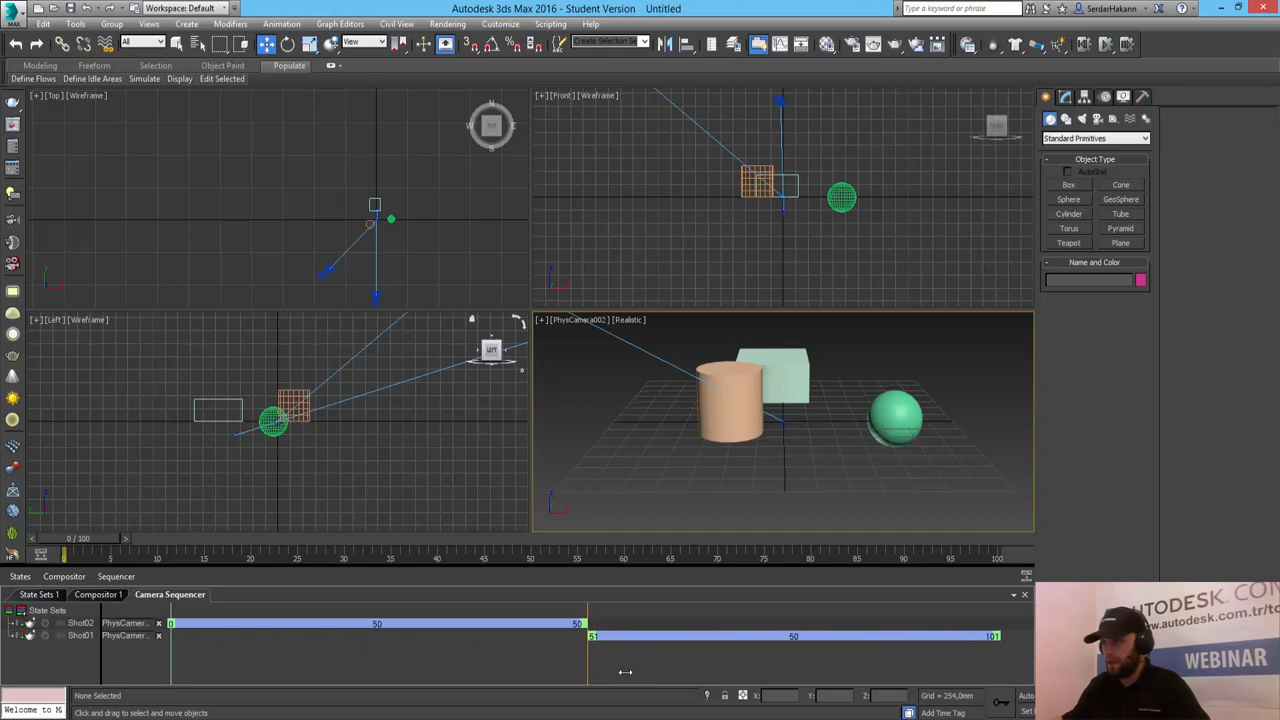 Workspace: Default
Autodesk 3ds Max 2016 - Student Version Untitled
Type a keyword or phrase
SerdarHakann
MAX
Edit Tools Group Views Create Modifiers Animation Graph Editors Civil View Rendering Customize Scripting Help
All View Create Selection Se
Modeling Freeform Selection Object Paint Populate
Define Flows Define Idle Areas Simulate Display Edit Selected
[+] [Top] [Wireframe]
N
W TOP E
S
[+] [Front] [Wireframe]
FRONT
Standard Primitives
- Object Type
AutoGrid
Box Cone
Sphere GeoSphere
Cylinder Tube
Torus Pyramid
Teapot Plane
- Name and Color
[+] [Left] [Wireframe]
LEFT
[+] [PhysCamera002] [Realistic]
< 0 / 100 >
0 5 10 15 20 25 30 35 40 45 50 55 60 65 70 75 80 85 90 95 100
States Compositor Sequencer
State Sets 1 Compositor 1 Camera Sequencer
State Sets
Shot02 PhysCamer... 0 50 50
Shot01 PhysCamer... 51 50 101
AUTODESK.COM
www.autodesk.com.tr/
WEBINAR
None Selected X: Y: Z: Grid = 254,0mm
Welcome to M Click and drag to select and move objects Add Time Tag